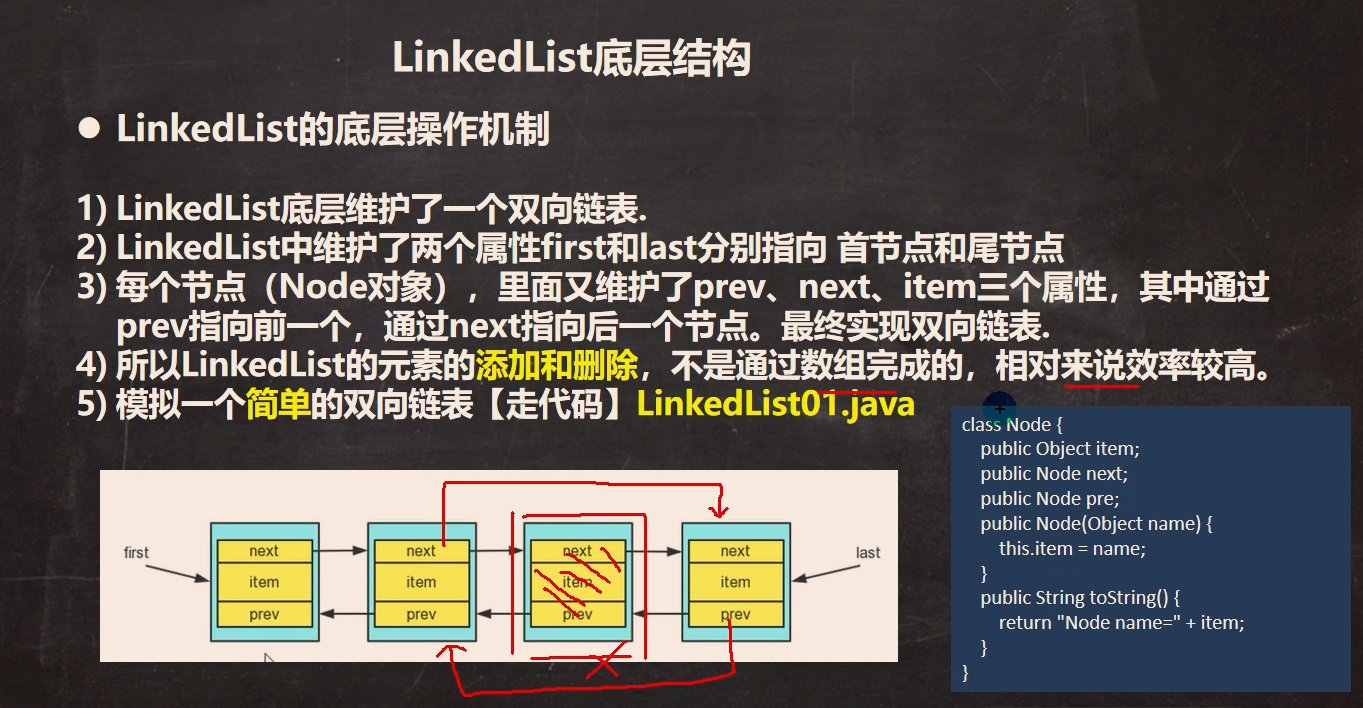 LinkedList底层结构
● LinkedList的底层操作机制
1) LinkedList底层维护了一个双向链表.
2) LinkedList中维护了两个属性first和last分别指向 首节点和尾节点
3) 每个节点（Node对象），里面又维护了prev、next、item三个属性，其中通过
prev指向前一个，通过next指向后一个节点。最终实现双向链表.
4) 所以LinkedList的元素的添加和删除，不是通过数组完成的，相对来说效率较高。
5) 模拟一个简单的双向链表【走代码】LinkedList01.java
first
next
item
prev
next
item
prev
next
item
prev
next
item
prev
last
class Node {
public Object item;
public Node next;
public Node pre;
public Node(Object name) {
this.item = name;
}
public String toString() {
return "Node name=" + item;
}
}